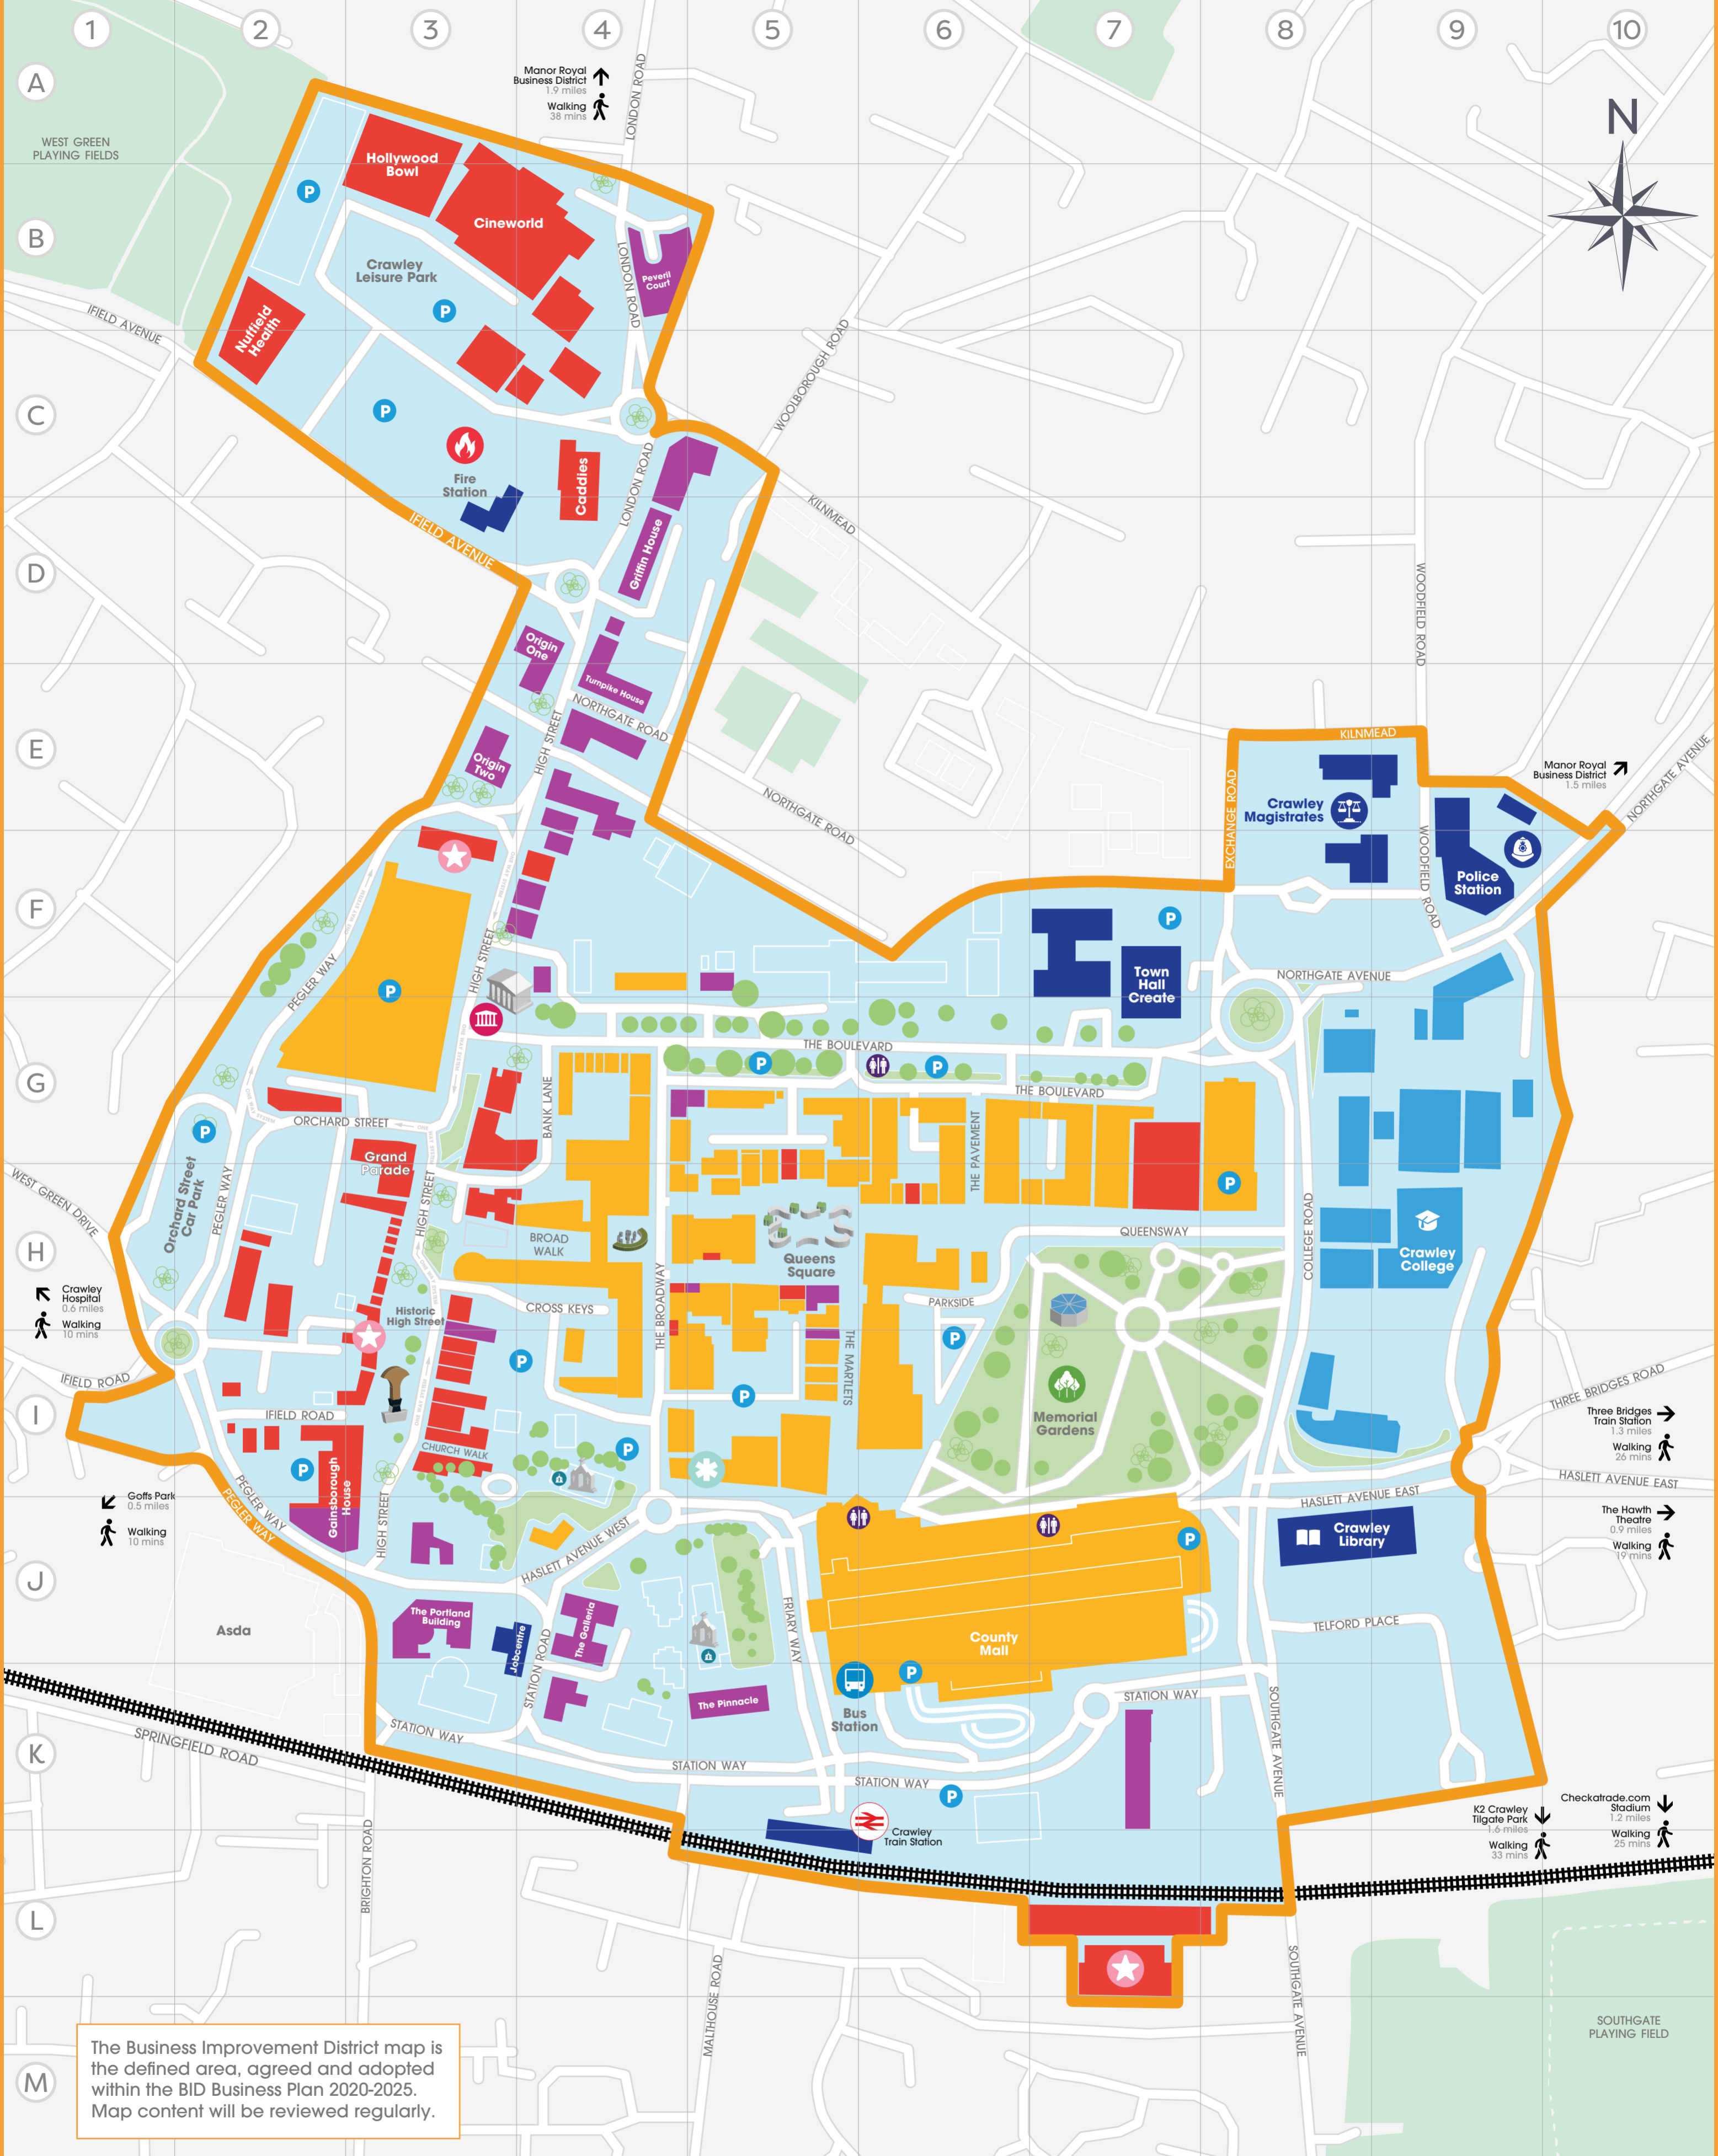 1
2
3
4
5
6
7
8
9
10
A
B
C
D
E
F
G
H
I
J
K
L
M
N
Manor Royal
Business District
1.9 miles
Walking
38 mins
LONDON ROAD
WEST GREEN
PLAYING FIELDS
Hollywood
Bowl
Cineworld
P
Crawley
Leisure Park
LONDON ROAD
Peveril
Court
P
IFIELD AVENUE
Nuffield
Health
WOOLBOROUGH ROAD
P
Fire
Station
Caddies
LONDON ROAD
IFIELD AVENUE
Griffin House
KILNMEAD
WOODFIELD ROAD
Origin
One
Turnpike House
NORTHGATE ROAD
HIGH STREET
Origin
Two
NORTHGATE ROAD
KILNMEAD
EXCHANGE ROAD
Crawley
Magistrates
Manor Royal
Business District
1.5 miles
NORTHGATE AVENUE
WOODFIELD ROAD
Police
Station
PEGLER WAY
P
HIGH STREET
P
Town
Hall
Create
NORTHGATE AVENUE
THE BOULEVARD
P
P
THE BOULEVARD
BANK LANE
P
ORCHARD STREET
Grand
Parade
Orchard Street
Car Park
PEGLER WAY
WEST GREEN DRIVE
HIGH STREET
THE PAVEMENT
P
BROAD
WALK
Queens
Square
QUEENSWAY
COLLEGE ROAD
Crawley
College
Crawley
Hospital
0.6 miles
Walking
10 mins
Historic
High Street
CROSS KEYS
THE BROADWAY
PARKSIDE
P
P
THE MARTLETS
P
IFIELD ROAD
IFIELD ROAD
Memorial
Gardens
THREE BRIDGES ROAD
Three Bridges
Train Station
1.3 miles
Walking
26 mins
CHURCH WALK
P
P
Gainsborough
House
HASLETT AVENUE EAST
HASLETT AVENUE EAST
Goffs Park
0.5 miles
Walking
10 mins
PEGLER WAY
PEGLER WAY
HIGH STREET
HASLETT AVENUE WEST
P
Crawley
Library
The Hawth
Theatre
0.9 miles
Walking
19 mins
Asda
The Portland
Building
Jobcentre
The Galleria
STATION ROAD
FRIARY WAY
County
Mall
TELFORD PLACE
P
Bus
Station
The Pinnacle
STATION WAY
SOUTHGATE AVENUE
STATION WAY
SPRINGFIELD ROAD
STATION WAY
STATION WAY
P
Crawley
Train Station
K2 Crawley
Tilgate Park
1.6 miles
Walking
33 mins
Checkatrade.com
Stadium
1.2 miles
Walking
25 mins
BRIGHTON ROAD
MALTHOUSE ROAD
SOUTHGATE AVENUE
SOUTHGATE
PLAYING FIELD
The Business Improvement District map is
the defined area, agreed and adopted
within the BID Business Plan 2020-2025.
Map content will be reviewed regularly.